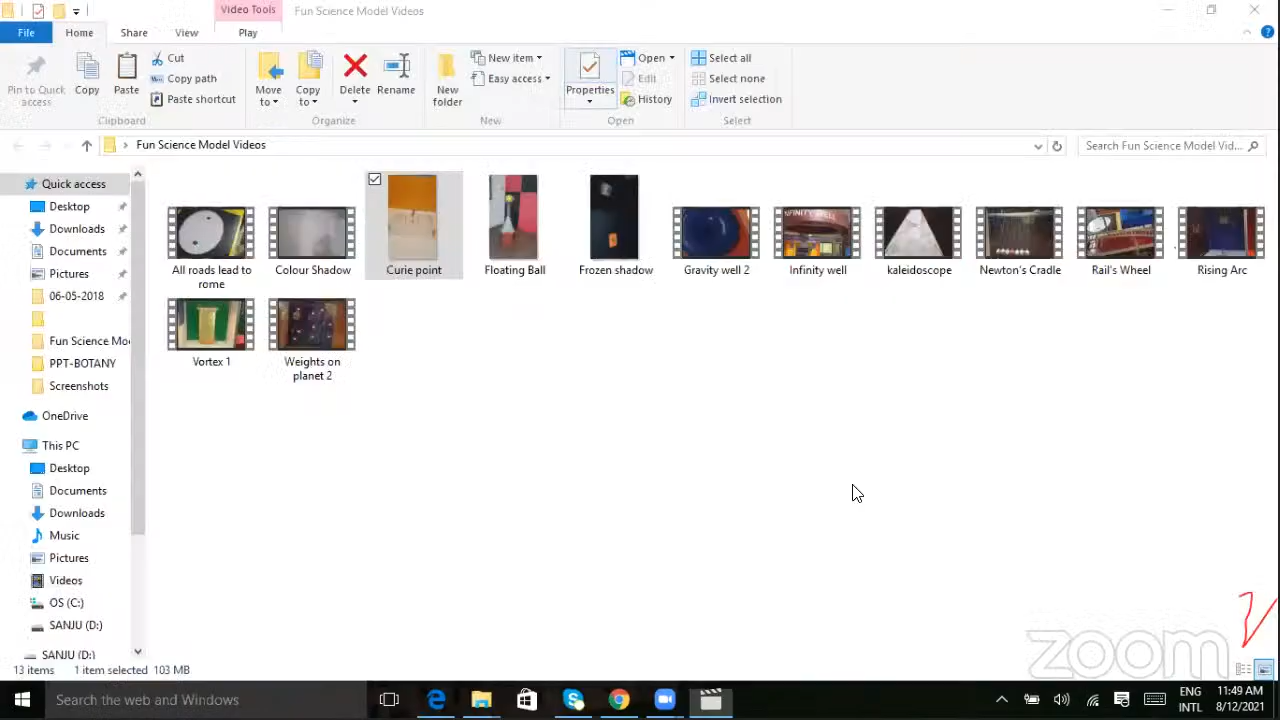 Video Tools
Fun Science Model Videos
File
Home
Share
View
Play
Pin to Quick access
Copy
Paste
Cut
Copy path
Paste shortcut
Clipboard
Move to
Copy to
Delete
Rename
Organize
New folder
New item
Easy access
New
Properties
Open
Edit
History
Open
Select all
Select none
Invert selection
Select
Fun Science Model Videos
Search Fun Science Model Vid...
Quick access
Desktop
Downloads
Documents
Pictures
06-05-2018
Fun Science Mo
PPT-BOTANY
Screenshots
OneDrive
This PC
Desktop
Documents
Downloads
Music
Pictures
Videos
OS (C:)
SANJU (D:)
SANJU (D:)
All roads lead to rome
Colour Shadow
Curie point
Floating Ball
Frozen shadow
Gravity well 2
Infinity well
kaleidoscope
Newton's Cradle
Rail's Wheel
Rising Arc
Vortex 1
Weights on planet 2
zoom
13 items
1 item selected
103 MB
Search the web and Windows
ENG
INTL
11:49 AM
8/12/2021